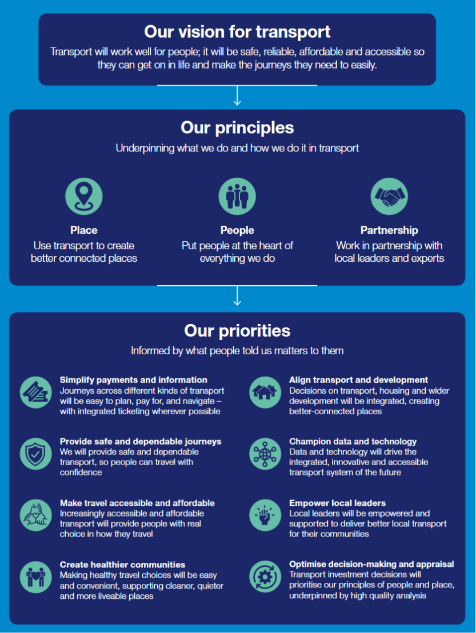 Our vision for transport
Transport will work well for people; it will be safe, reliable, affordable and accessible so
they can get on in life and make the journeys they need to easily.
Our principles
Underpinning what we do and how we do it in transport
Place
Use transport to create
better connected places
People
Put people at the heart of
everything we do
Partnership
Work in partnership with
local leaders and experts
Our priorities
Informed by what people told us matters to them
Simplify payments and information
Journeys across different kinds of transport
will be easy to plan, pay for, and navigate –
with integrated ticketing wherever possible
Align transport and development
Decisions on transport, housing and wider
development will be integrated, creating
better-connected places
Provide safe and dependable journeys
We will provide safe and dependable
transport, so people can travel with
confidence
Champion data and technology
Data and technology will drive the
integrated, innovative and accessible
transport system of the future
Make travel accessible and affordable
Increasingly accessible and affordable
transport will provide people with real
choice in how they travel
Empower local leaders
Local leaders will be empowered and
supported to deliver better local transport
for their communities
Create healthier communities
Making healthy travel choices will be easy
and convenient, supporting cleaner, quieter
and more liveable places
Optimise decision-making and appraisal
Transport investment decisions will
prioritise our principles of people and place,
underpinned by high quality analysis